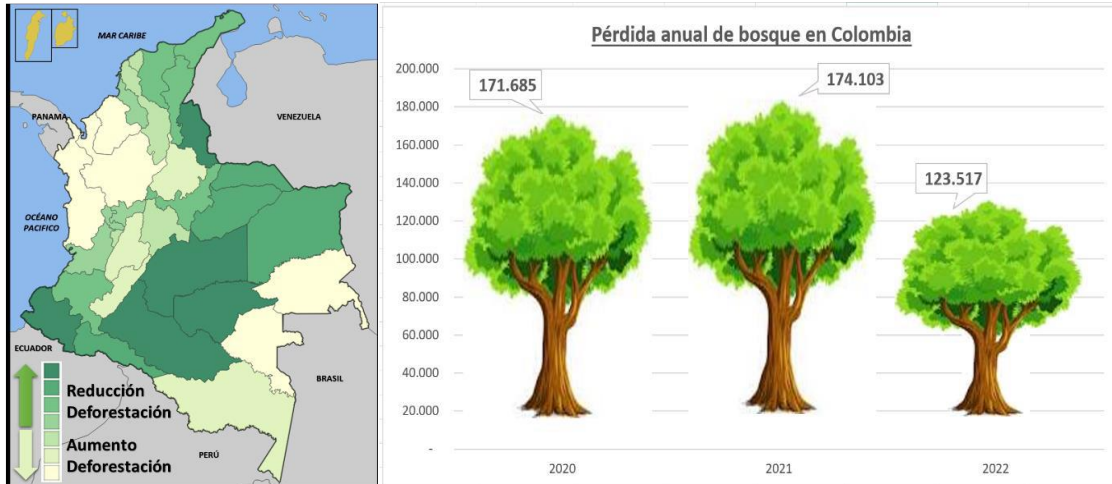 MAR CARIBE
PANAMA
VENEZUELA
OCÉANO
PACIFICO
ECUADOR
BRASIL
PERÚ
Reducción
Deforestación
Aumento
Deforestación
Pérdida anual de bosque en Colombia
200.000
180.000
160.000
140.000
120.000
100.000
80.000
60.000
40.000
20.000
-
171.685
174.103
123.517
2020
2021
2022